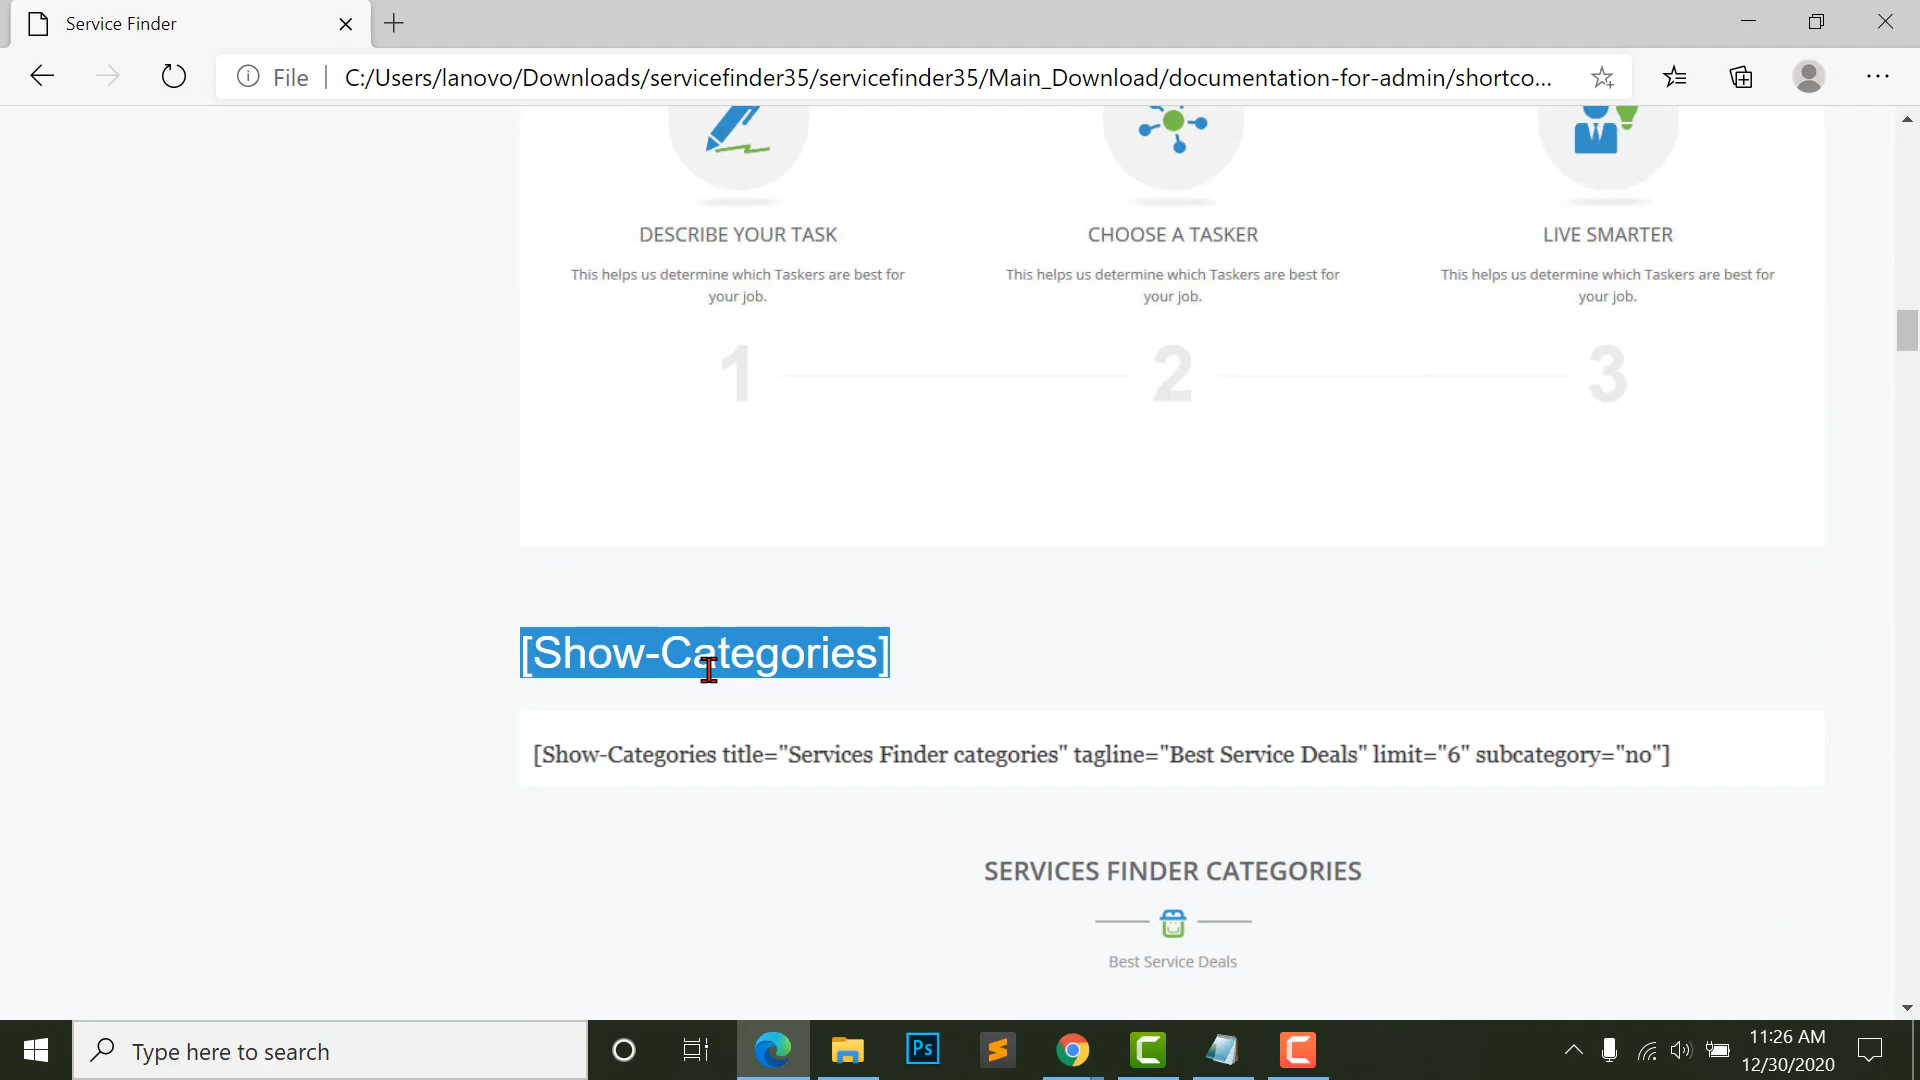 Service Finder
File
C:/Users/lanovo/Downloads/servicefinder35/servicefinder35/Main_Download/documentation-for-admin/shortco...
DESCRIBE YOUR TASK
CHOOSE A TASKER
LIVE SMARTER
This helps us determine which Taskers are best for
your job.
This helps us determine which Taskers are best for
your job.
This helps us determine which Taskers are best for
your job.
1
2
3
[Show-Categories]
[Show-Categories title="Services Finder categories" tagline="Best Service Deals" limit="6" subcategory="no"]
SERVICES FINDER CATEGORIES
Best Service Deals
Type here to search
Ps
11:26 AM
12/30/2020